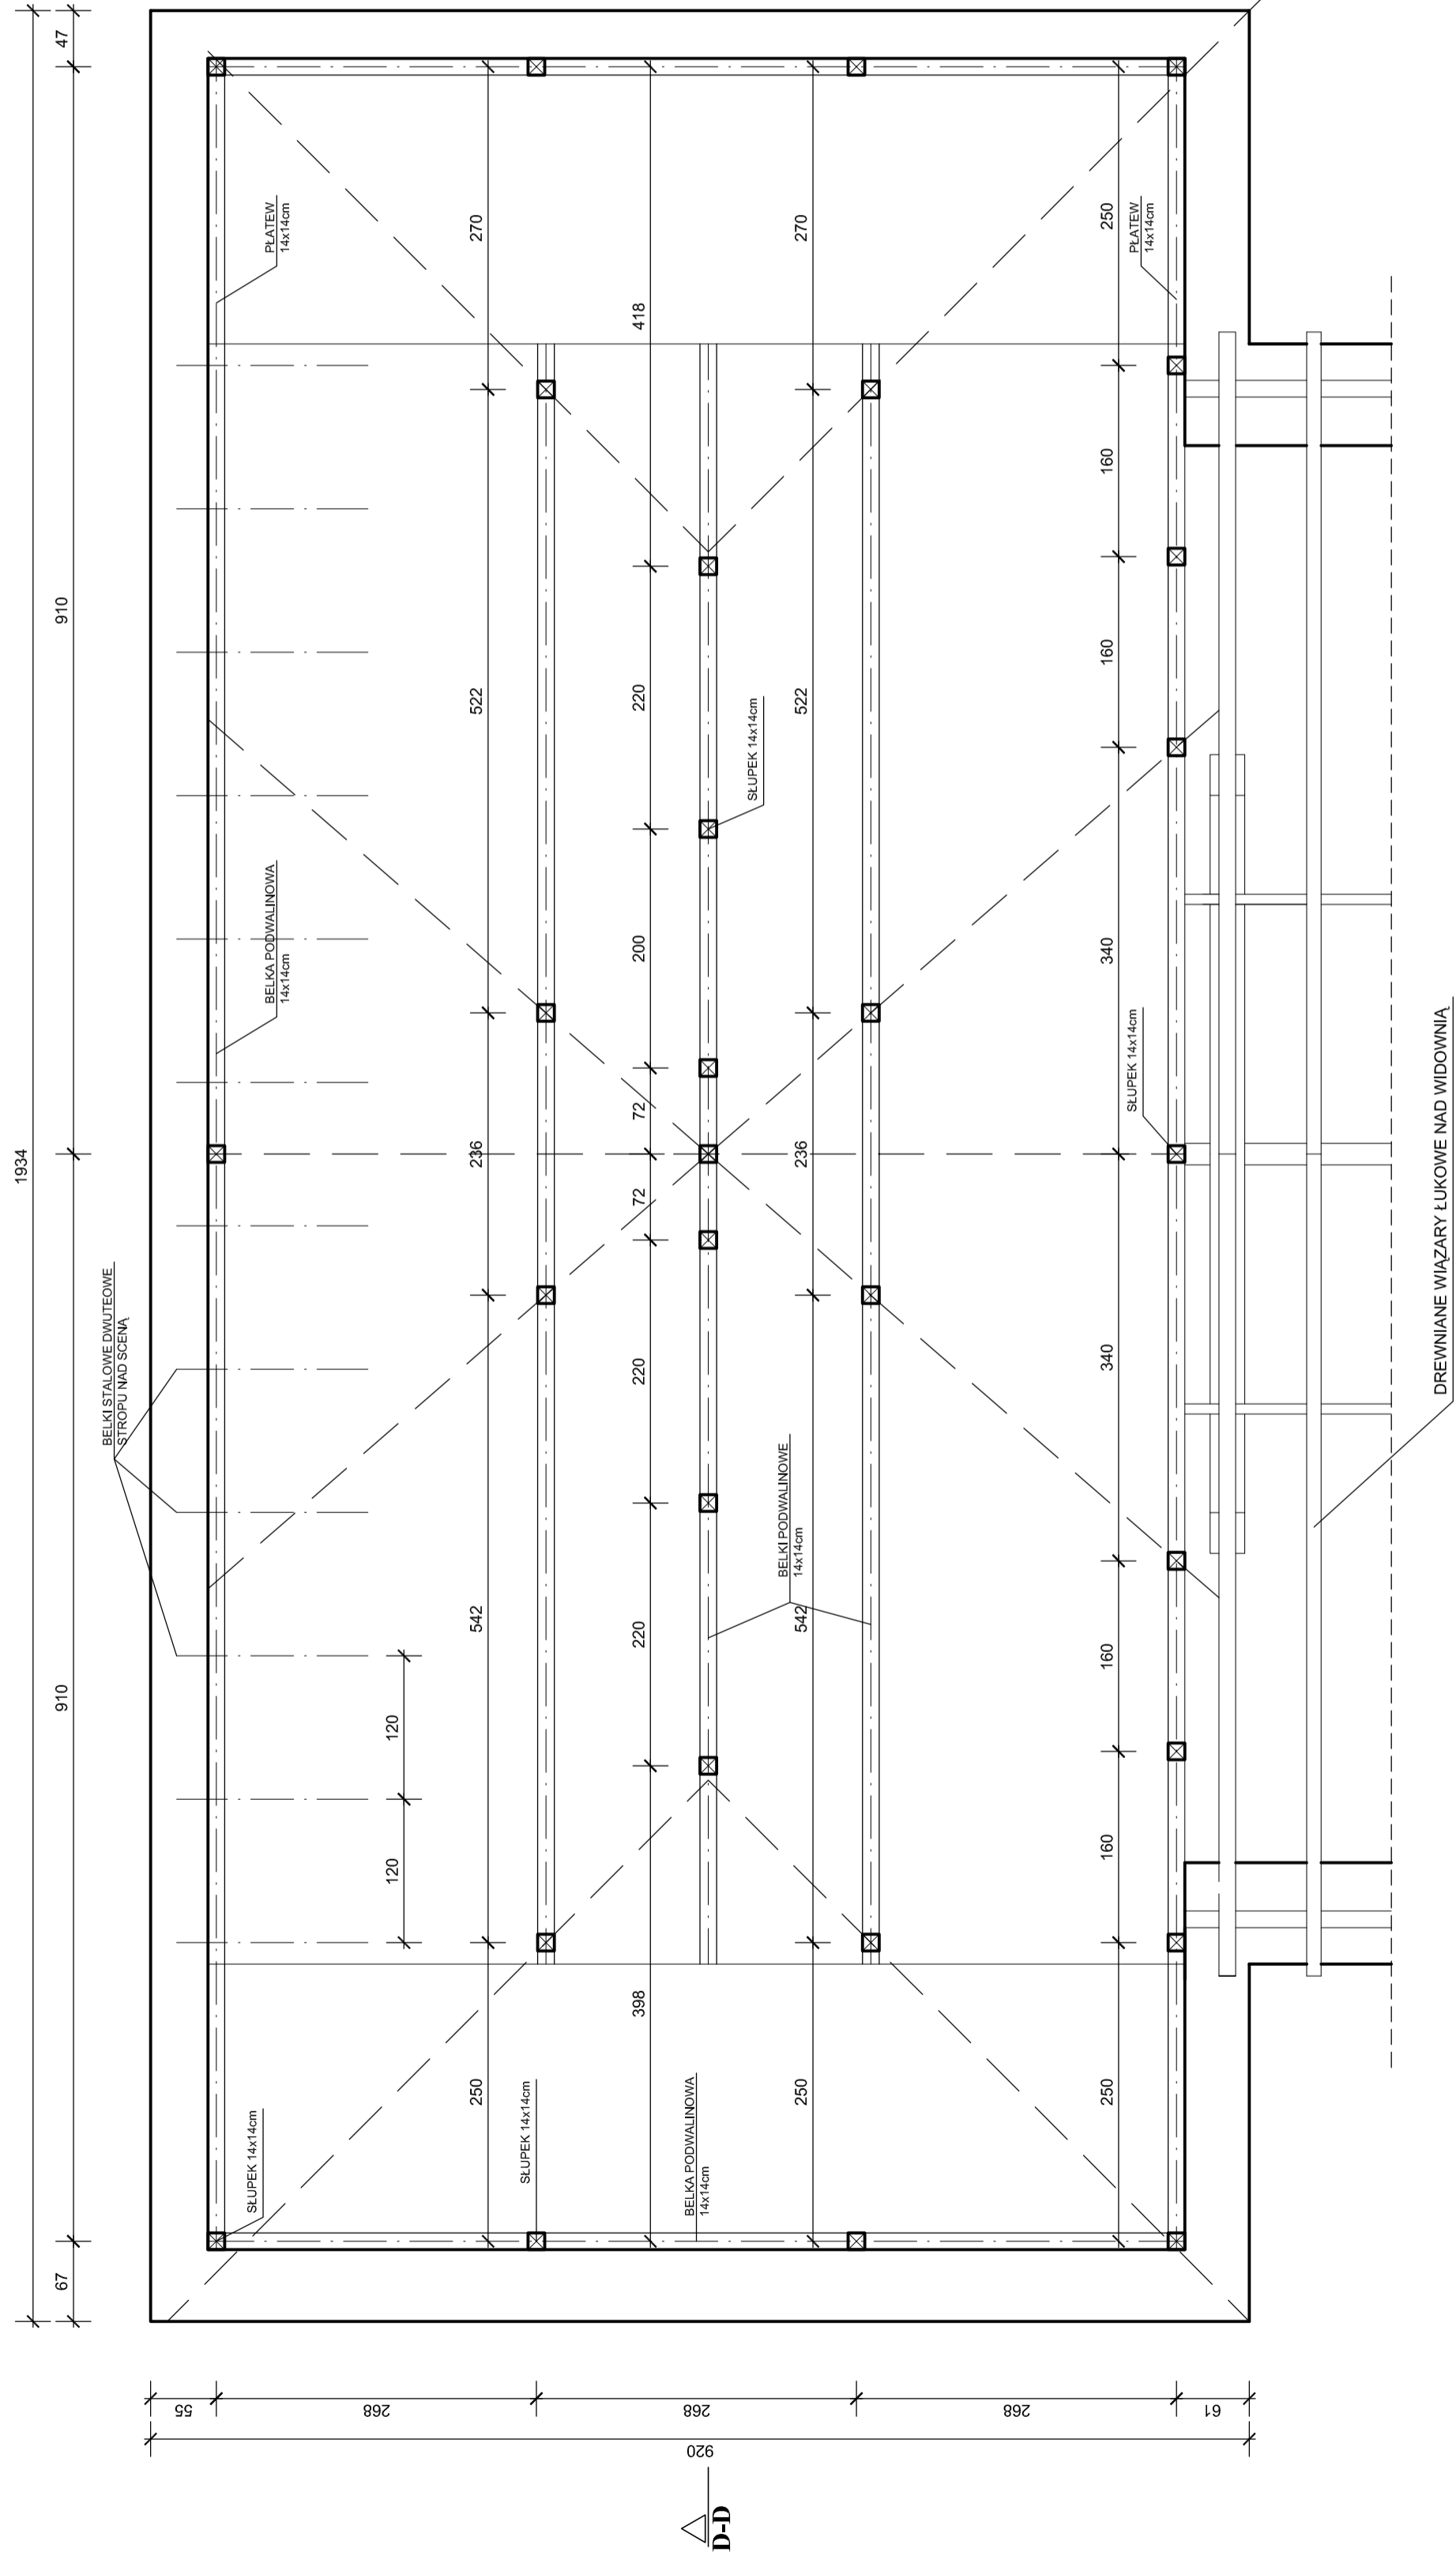 1934
47
910
910
67
PŁATEW
14x14cm
BELKA PODWALINOWA
14x14cm
BELKI STALOWE DWUTEOWE
STROPU NAD SCENĄ
120
120
SŁUPEK 14x14cm
270
522
236
542
250
SŁUPEK 14x14cm
418
220
200
72
72
220
220
398
BELKA PODWALINOWA
14x14cm
SŁUPEK 14x14cm
BELKI PODWALINOWE
14x14cm
270
522
236
542
250
PŁATEW
14x14cm
SŁUPEK 14x14cm
250
160
160
340
340
160
160
250
DREWNIANE WIĄZARY ŁUKOWE NAD WIDOWNIĄ
55
268
268
268
61
920
D-D